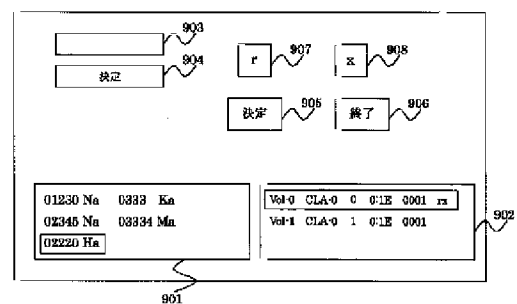 903
904
決定
r
907
x
908
決定
905
終了
906
01230 Na 0333 Ka
02345 Na 03334 Ma
02220 Ha
901
Vol-0 CLA-0 0 0:1E 0001 rx
Vol-1 CLA-0 1 0:1E 0001
902